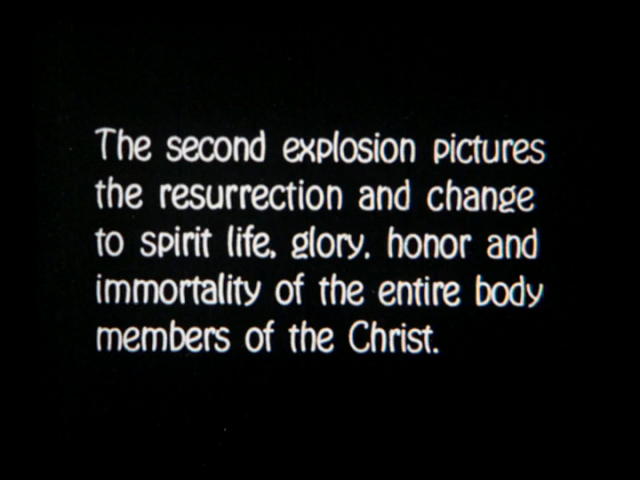 The second explosion pictures
the resurrection and change
to spirit life, glory, honor and
immortality of the entire body
members of the Christ.